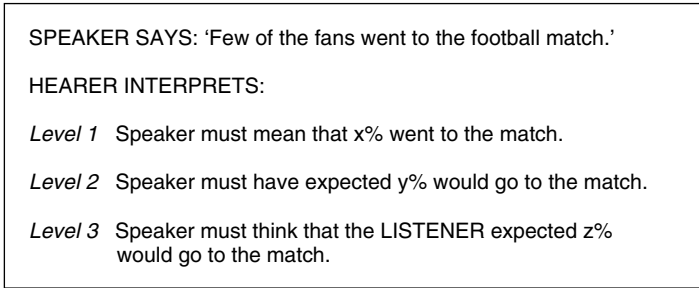 SPEAKER SAYS: ‘Few of the fans went to the football match.’
HEARER INTERPRETS:
Level 1 Speaker must mean that x% went to the match.
Level 2 Speaker must have expected y% would go to the match.
Level 3 Speaker must think that the LISTENER expected z%
would go to the match.